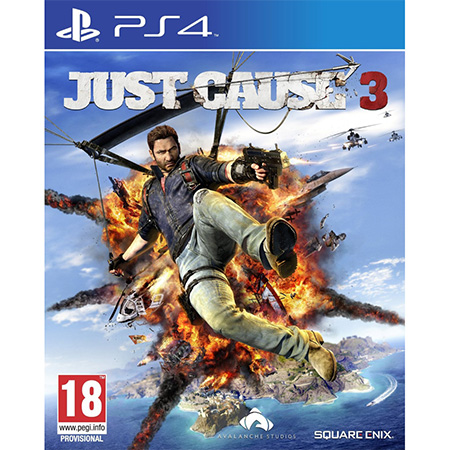 PS4
JUST CAUSE 3
18
www.pegi.info
PROVISIONAL
AVALANCHE STUDIOS
SQUARE ENIX